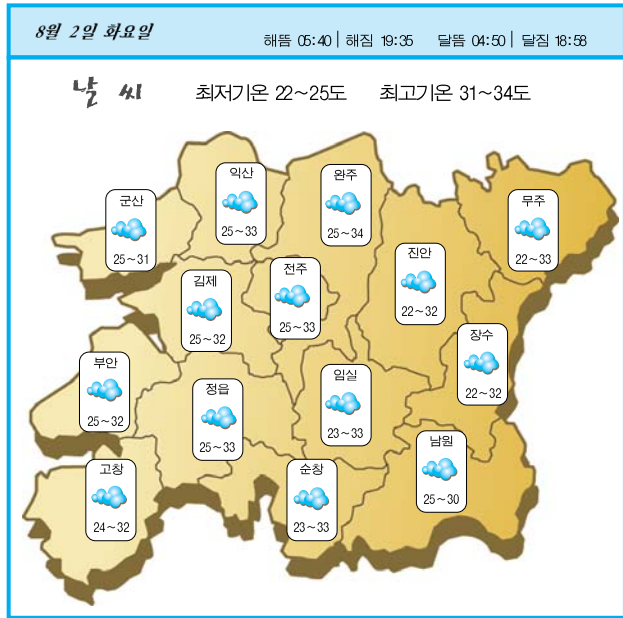 8월 2일 화요일
해뜸 05:40 | 해짐 19:35 달뜸 04:50 | 달짐 18:58
날 씨 최저기온 22~25도 최고기온 31~34도
군산
25~31
익산
25~33
완주
25~34
무주
22~33
김제
25~32
전주
25~33
진안
22~32
장수
22~32
부안
25~32
정읍
25~33
임실
23~33
남원
25~30
고창
24~32
순창
23~33